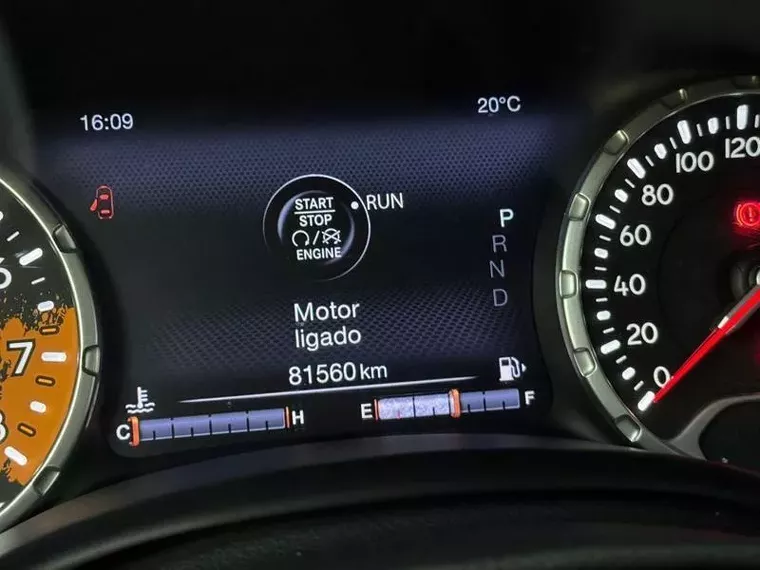 16:09
20°C
START
STOP
ENGINE
RUN
P
R
N
D
Motor
ligado
81560 km
C
H
E
F
7
0
20
40
60
80
100
120